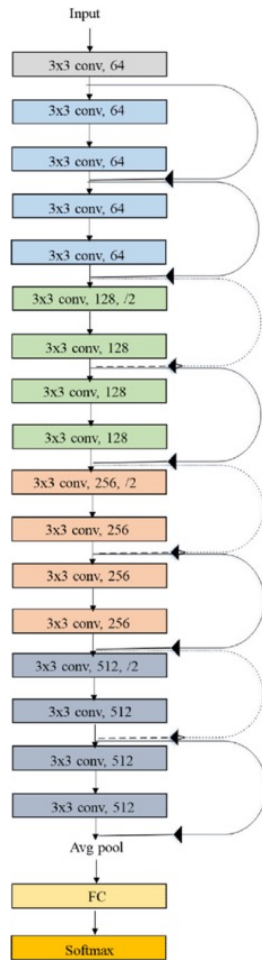 Input
3x3 conv, 64
3x3 conv, 64
3x3 conv, 64
3x3 conv, 64
3x3 conv, 64
3x3 conv, 128, /2
3x3 conv, 128
3x3 conv, 128
3x3 conv, 128
3x3 conv, 256, /2
3x3 conv, 256
3x3 conv, 256
3x3 conv, 256
3x3 conv, 512, /2
3x3 conv, 512
3x3 conv, 512
3x3 conv, 512
Avg pool
FC
Softmax